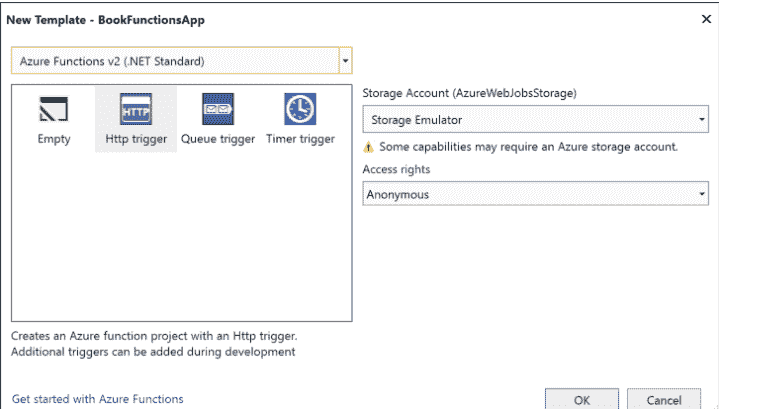 New Template - BookFunctionsApp
Azure Functions v2 (.NET Standard)
Empty
HTTP
Http trigger
Queue trigger
Timer trigger
Storage Account (AzureWebJobsStorage)
Storage Emulator
Some capabilities may require an Azure storage account.
Access rights
Anonymous
Creates an Azure function project with an Http trigger.
Additional triggers can be added during development
Get started with Azure Functions
OK
Cancel